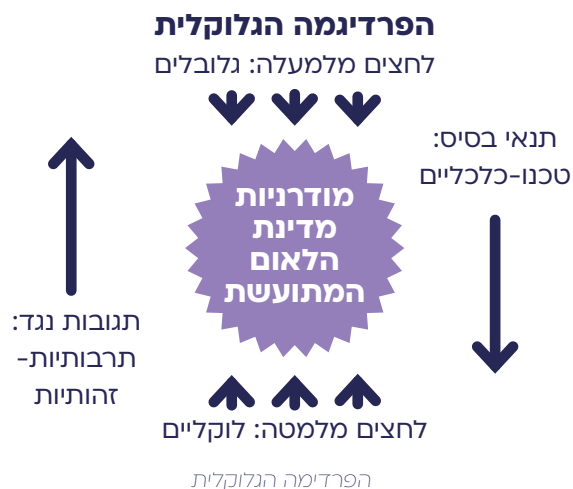 הפרדיגמה הגלוקלית
לחצים מלמעלה: גלובלים
תנאי בסיס:
טכנו-כלכליים
מודרניות
מדינת
הלאום
המתועשת
תגובות נגד:
תרבותיות-
זהותיות
לחצים מלמטה: לוקליים
הפרדימה הגלוקלית